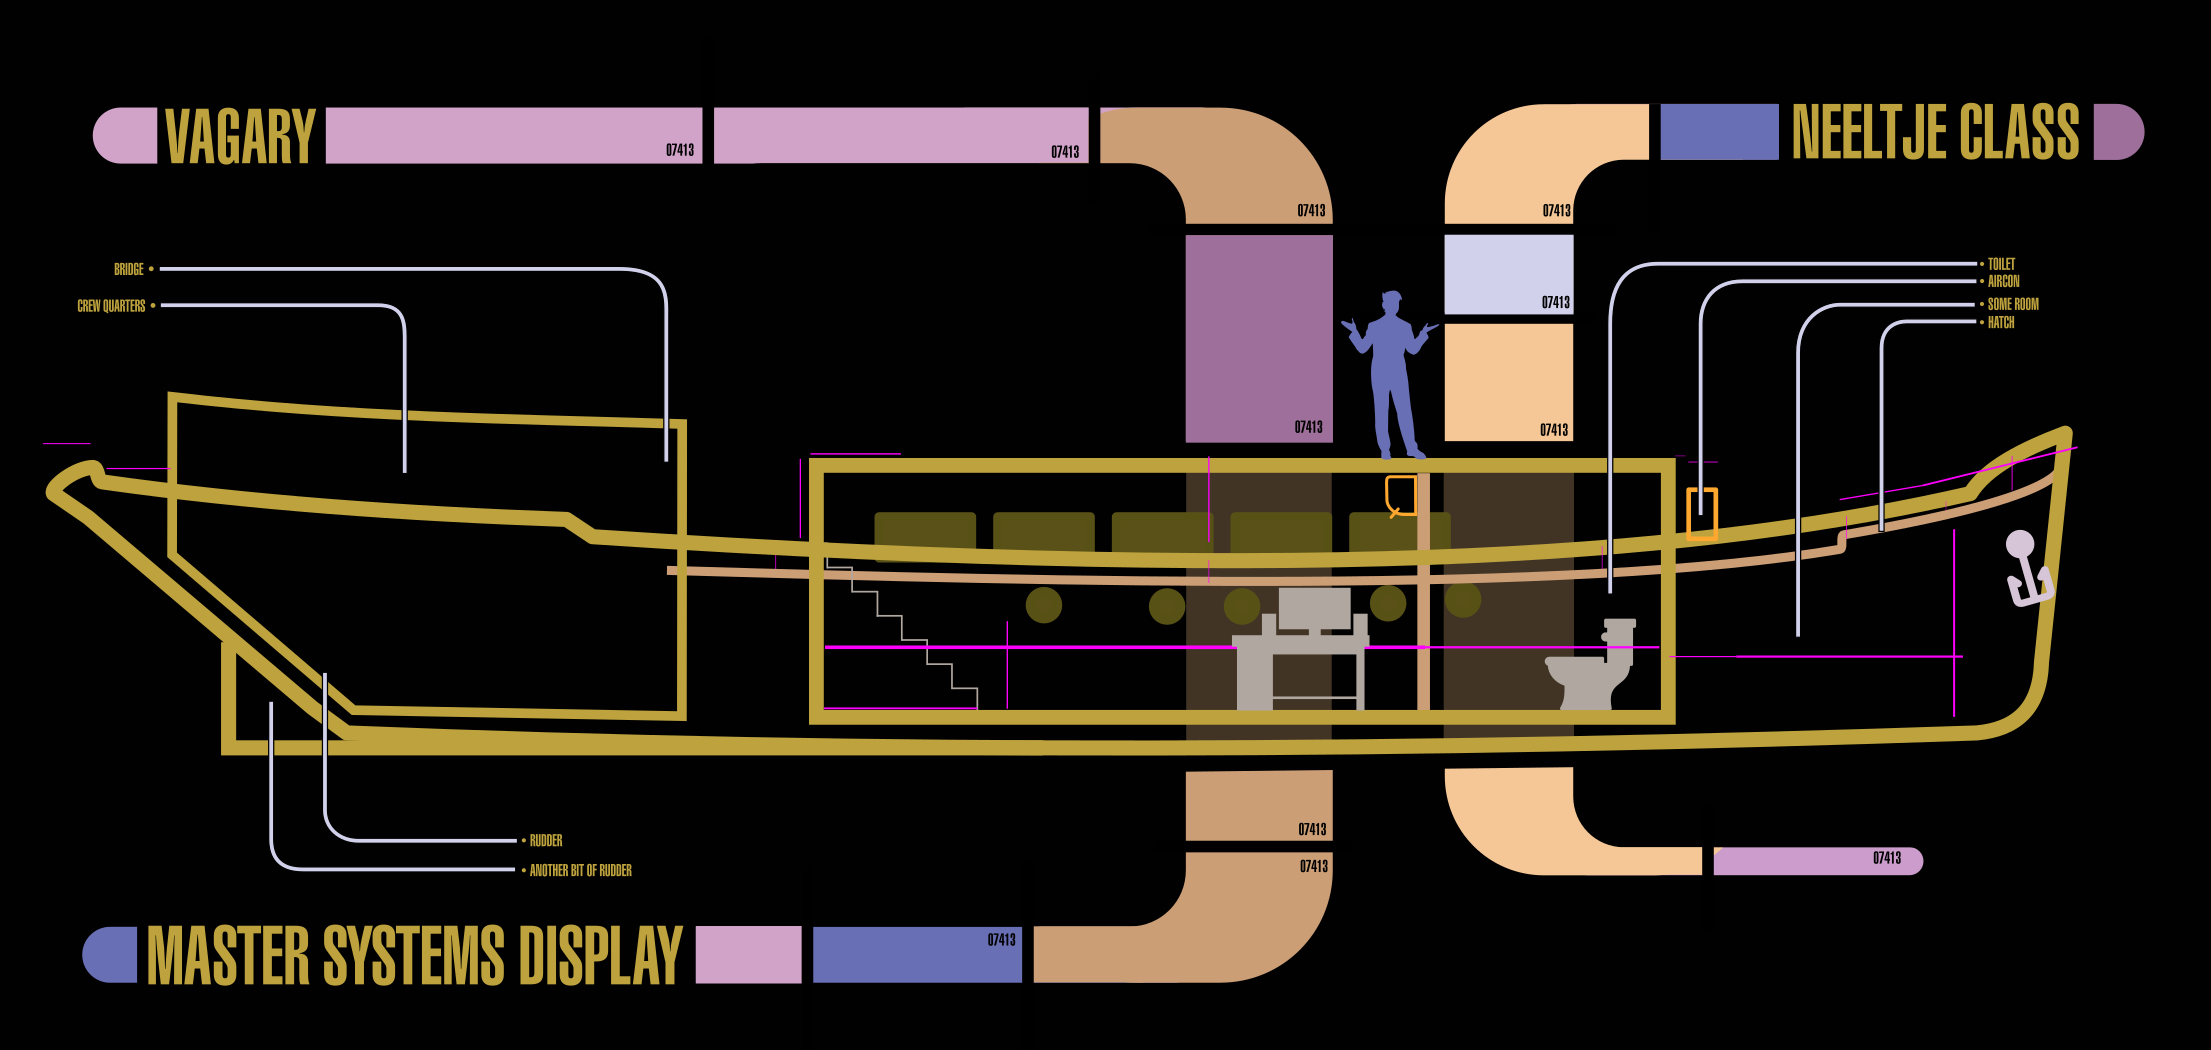 VAGARY
07413
07413
07413
07413
NEELTJE CLASS
BRIDGE
CREW QUARTERS
07413
07413
07413
TOILET
AIRCON
SOME ROOM
HATCH
RUDDER
ANOTHER BIT OF RUDDER
07413
07413
07413
MASTER SYSTEMS DISPLAY
07413